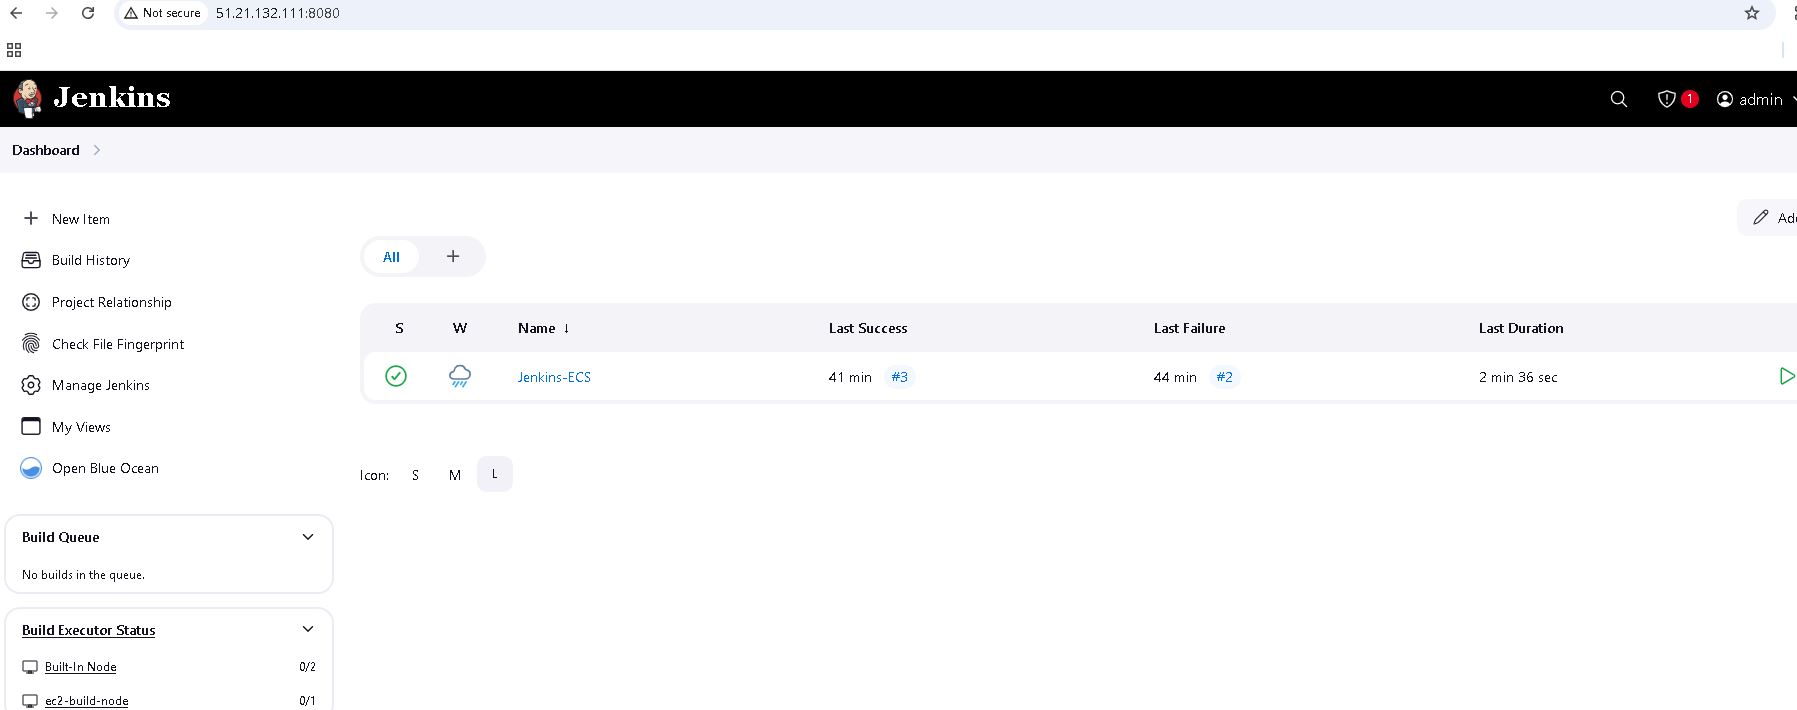 Not secure 51.21.132.111:8080
Jenkins
1 admin
Dashboard
New Item
Build History
Project Relationship
Check File Fingerprint
Manage Jenkins
My Views
Open Blue Ocean
Build Queue
No builds in the queue.
Build Executor Status
Built-In Node 0/2
ec2-build-node 0/1
All +
S W Name ↓ Last Success Last Failure Last Duration
Jenkins-ECS 41 min #3 44 min #2 2 min 36 sec
Icon: S M L